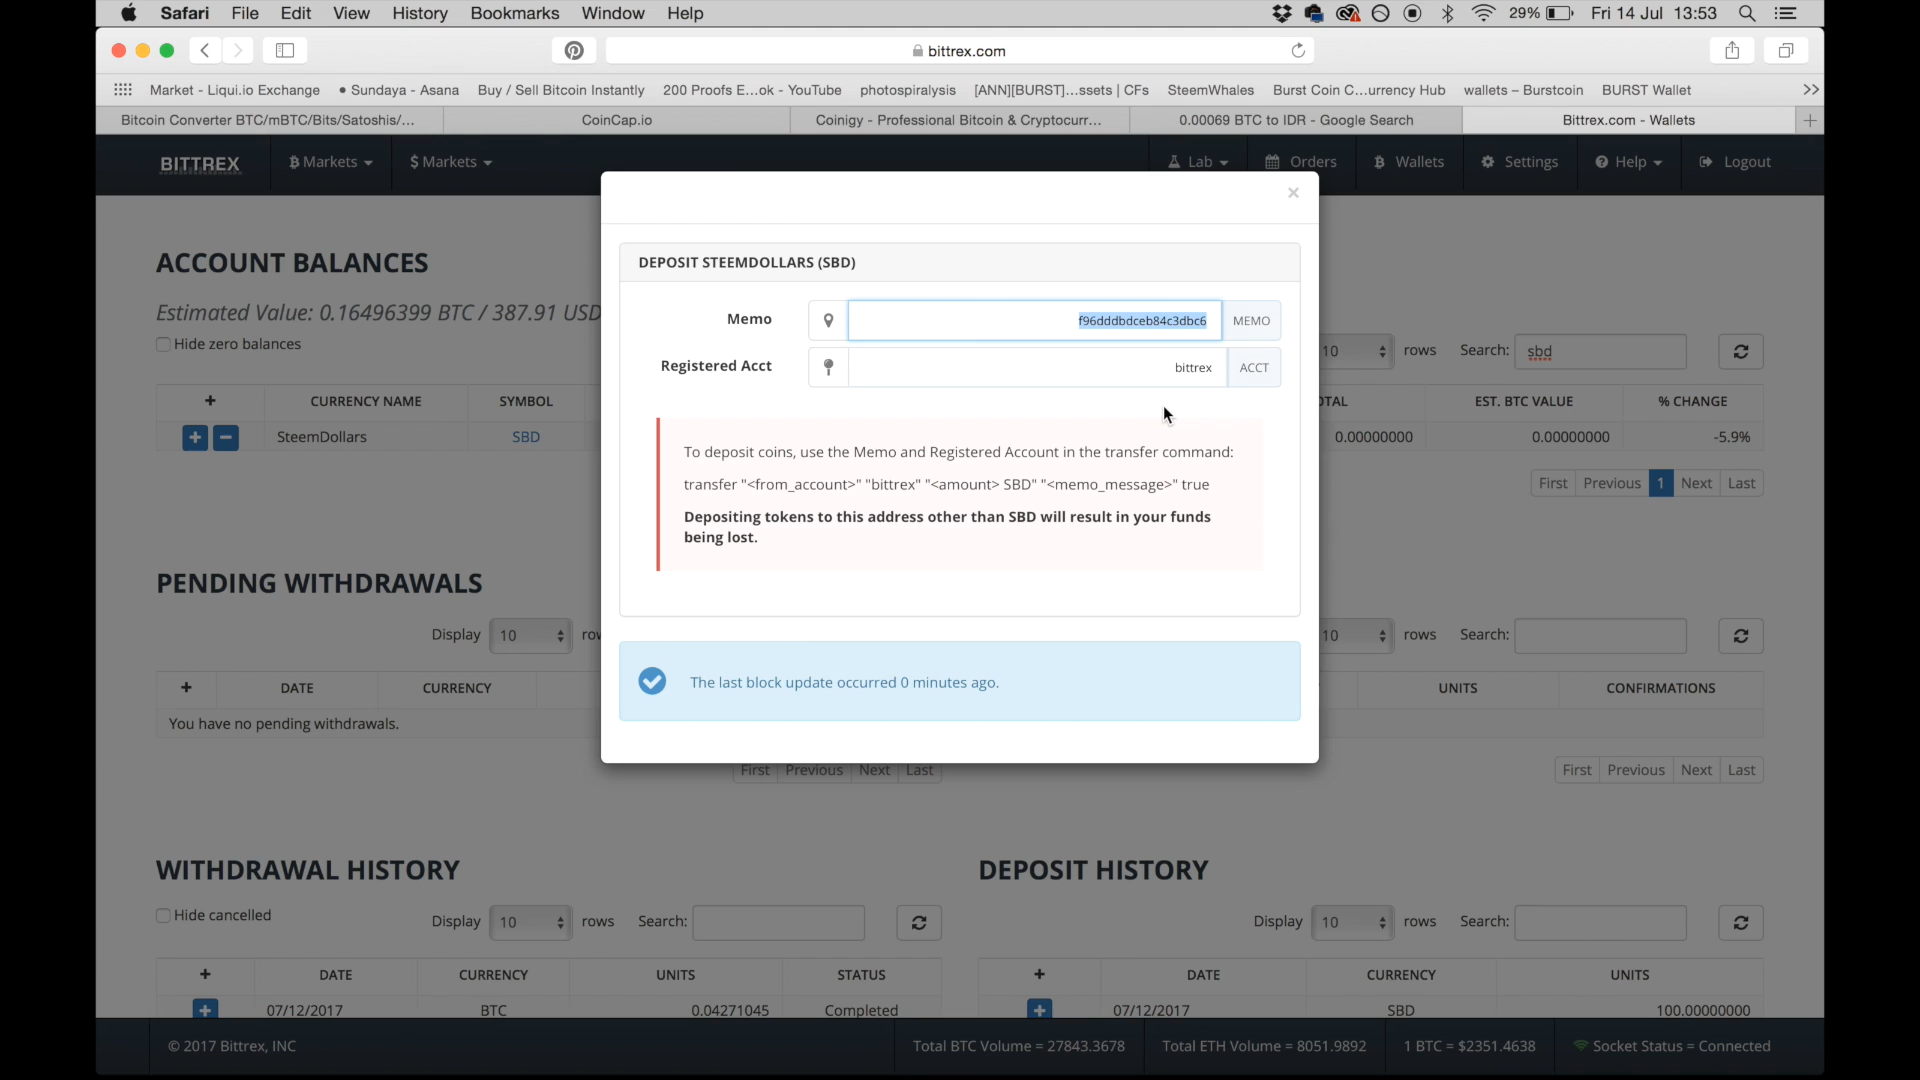 Safari File Edit View History Bookmarks Window Help 29% Fri 14 Jul 13:53
bittrex.com
Market - Liqui.io Exchange • Sundaya - Asana Buy / Sell Bitcoin Instantly 200 Proofs E...ok - YouTube photospiralysis [ANN][BURST]...ssets | CFs SteemWhales Burst Coin C...urrency Hub wallets – Burstcoin BURST Wallet >>
Bitcoin Converter BTC/mBTC/Bits/Satoshis/... CoinCap.io Coinigy - Professional Bitcoin & Cryptocurr... 0.00069 BTC to IDR - Google Search Bittrex.com - Wallets
BITTREX Markets $ Markets Lab Orders Wallets Settings Help Logout
×
ACCOUNT BALANCES
DEPOSIT STEEMDOLLARS (SBD)
Estimated Value: 0.16496399 BTC / 387.91 USD
Memo f96dddbdceb84c3dbc6 MEMO
Hide zero balances 10 rows Search: sbd
Registered Acct bittrex ACCT
+ CURRENCY NAME SYMBOL OTAL EST. BTC VALUE % CHANGE
SteemDollars SBD 0.00000000 0.00000000 -5.9%
To deposit coins, use the Memo and Registered Account in the transfer command:
transfer "<from_account>" "bittrex" "<amount> SBD" "<memo_message>" true
First Previous 1 Next Last
Depositing tokens to this address other than SBD will result in your funds
being lost.
PENDING WITHDRAWALS
Display 10 rov 10 rows Search:
+ DATE CURRENCY UNITS CONFIRMATIONS
The last block update occurred 0 minutes ago.
You have no pending withdrawals.
First Previous Next Last First Previous Next Last
WITHDRAWAL HISTORY DEPOSIT HISTORY
Hide cancelled Display 10 rows Search: Display 10 rows Search:
+ DATE CURRENCY UNITS STATUS + DATE CURRENCY UNITS
07/12/2017 BTC 0.04271045 Completed 07/12/2017 SBD 100.00000000
© 2017 Bittrex, INC Total BTC Volume = 27843.3678 Total ETH Volume = 8051.9892 1 BTC = $2351.4638 Socket Status = Connected